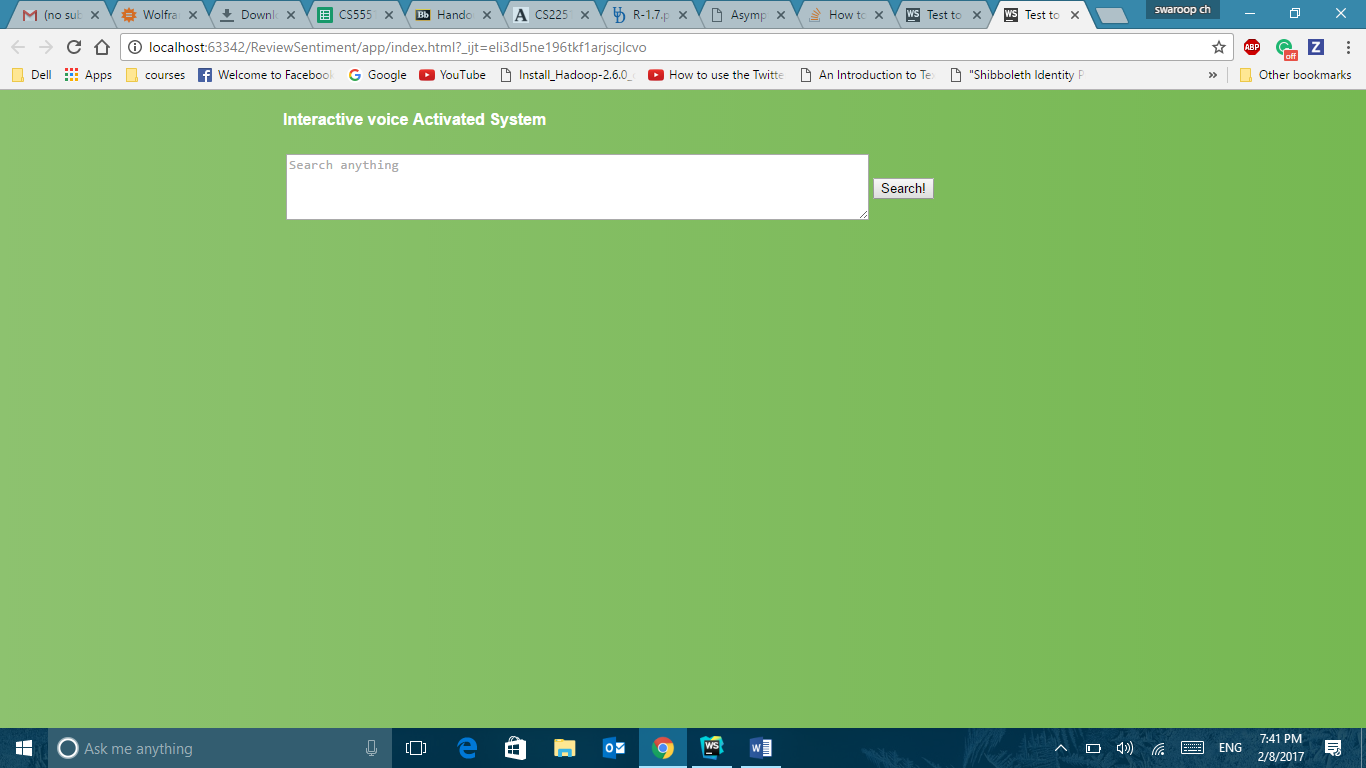 (no sub Wolfra Downl CS555 Hando CS225 R-1.7.p Asymp How to Test to Test to swaroop ch
localhost:63342/ReviewSentiment/app/index.html?_ijt=eli3dl5ne196tkf1arjscjlcvo ABP off Z
Dell Apps courses Welcome to Facebook Google YouTube Install_Hadoop-2.6.0_ How to use the Twitte An Introduction to Te "Shibboleth Identity P » Other bookmarks
Interactive voice Activated System
Search anything
Search!
Ask me anything ENG 7:41 PM
2/8/2017